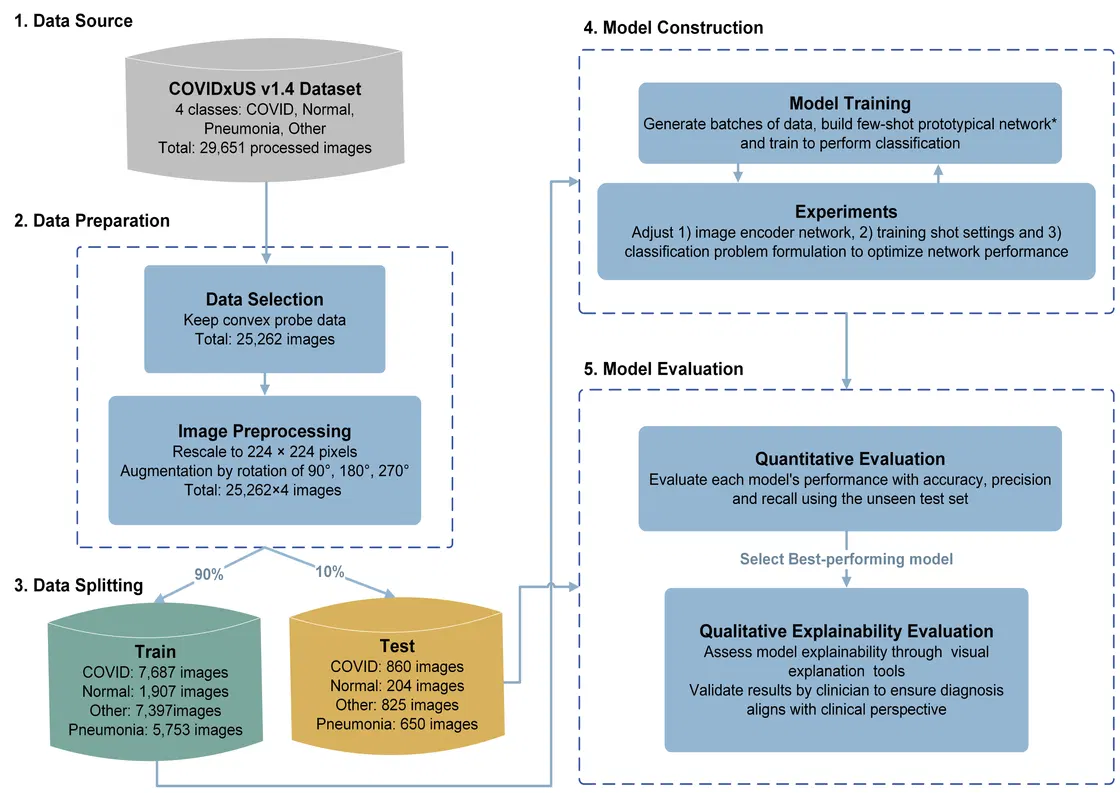 1. Data Source
COVIDxUS v1.4 Dataset
4 classes: COVID, Normal,
Pneumonia, Other
Total: 29,651 processed images
2. Data Preparation
Data Selection
Keep convex probe data
Total: 25,262 images
Image Preprocessing
Rescale to 224 × 224 pixels
Augmentation by rotation of 90°, 180°, 270°
Total: 25,262×4 images
90%
10%
3. Data Splitting
Train
COVID: 7,687 images
Normal: 1,907 images
Other: 7,397images
Pneumonia: 5,753 images
Test
COVID: 860 images
Normal: 204 images
Other: 825 images
Pneumonia: 650 images
4. Model Construction
Model Training
Generate batches of data, build few-shot prototypical network*
and train to perform classification
Experiments
Adjust 1) image encoder network, 2) training shot settings and 3)
classification problem formulation to optimize network performance
5. Model Evaluation
Quantitative Evaluation
Evaluate each model's performance with accuracy, precision
and recall using the unseen test set
Select Best-performing model
Qualitative Explainability Evaluation
Assess model explainability through visual
explanation tools
Validate results by clinician to ensure diagnosis
aligns with clinical perspective